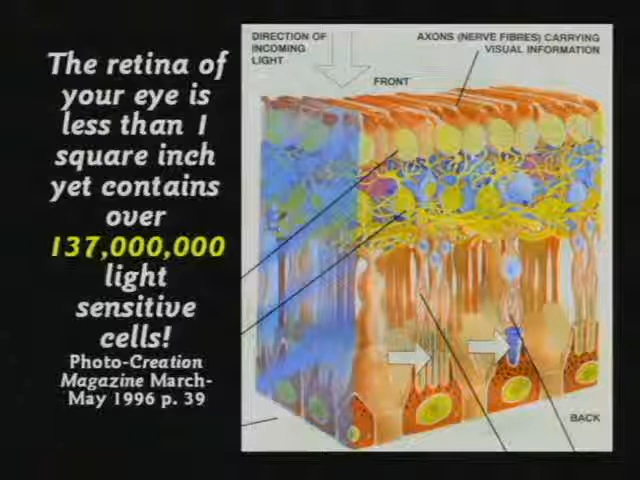 The retina of
your eye is
less than 1
square inch
yet contains
over
137,000,000
light
sensitive
cells!
Photo-Creation
Magazine March-
May 1996 p. 39
DIRECTION OF
INCOMING
LIGHT
FRONT
AXONS (NERVE FIBRES) CARRYING
VISUAL INFORMATION
BACK